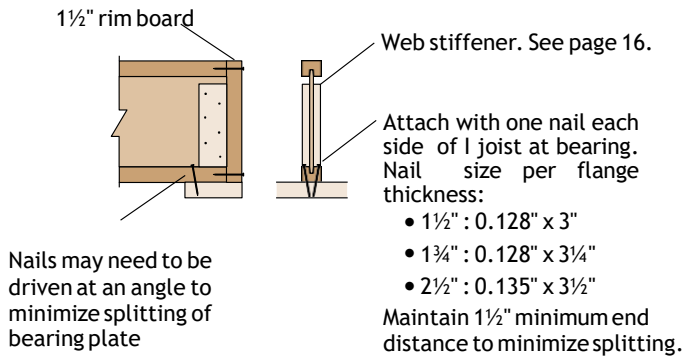 1½" rim board
Web stiffener. See page 16.
Attach with one nail each
side of I joist at bearing.
Nail size per flange
thickness:
• 1½" : 0.128" x 3"
• 1¾" : 0.128" x 3¼"
• 2½" : 0.135" x 3½"
Maintain 1½" minimum end
distance to minimize splitting.
Nails may need to be
driven at an angle to
minimize splitting of
bearing plate